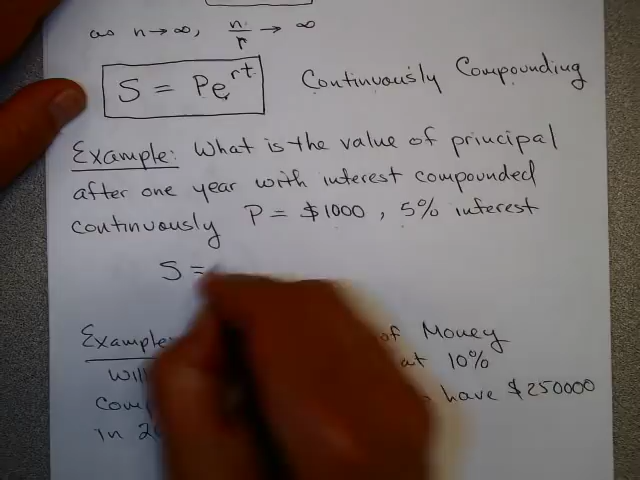 as n→∞, n/r → ∞
S = Pe^rt Continuously Compounding
Example: What is the value of principal
after one year with interest compounded
continuously P = $1000, 5% interest
S =
Example: of Money
at 10%
have $250000
in